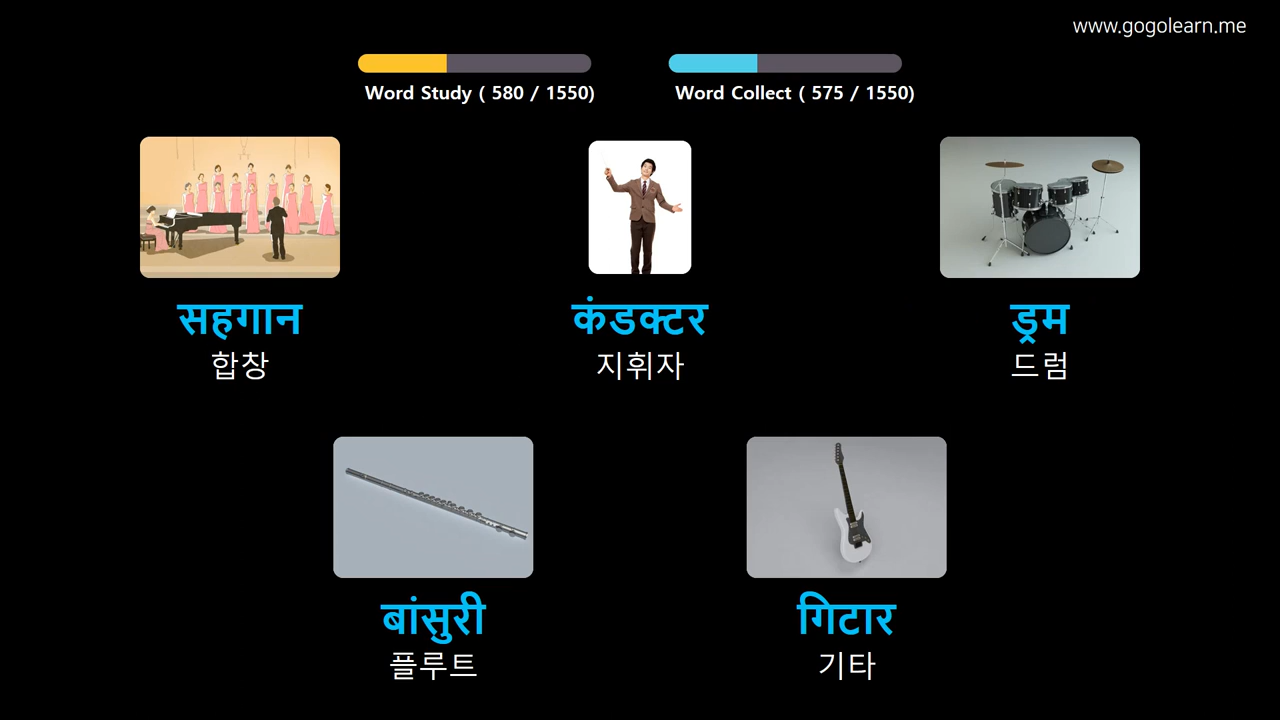 www.gogolearn.me
Word Study ( 580 / 1550)
Word Collect ( 575 / 1550)
सहगान
합창
कंडक्टर
지휘자
ड्रम
드럼
बांसुरी
플루트
गिटार
기타